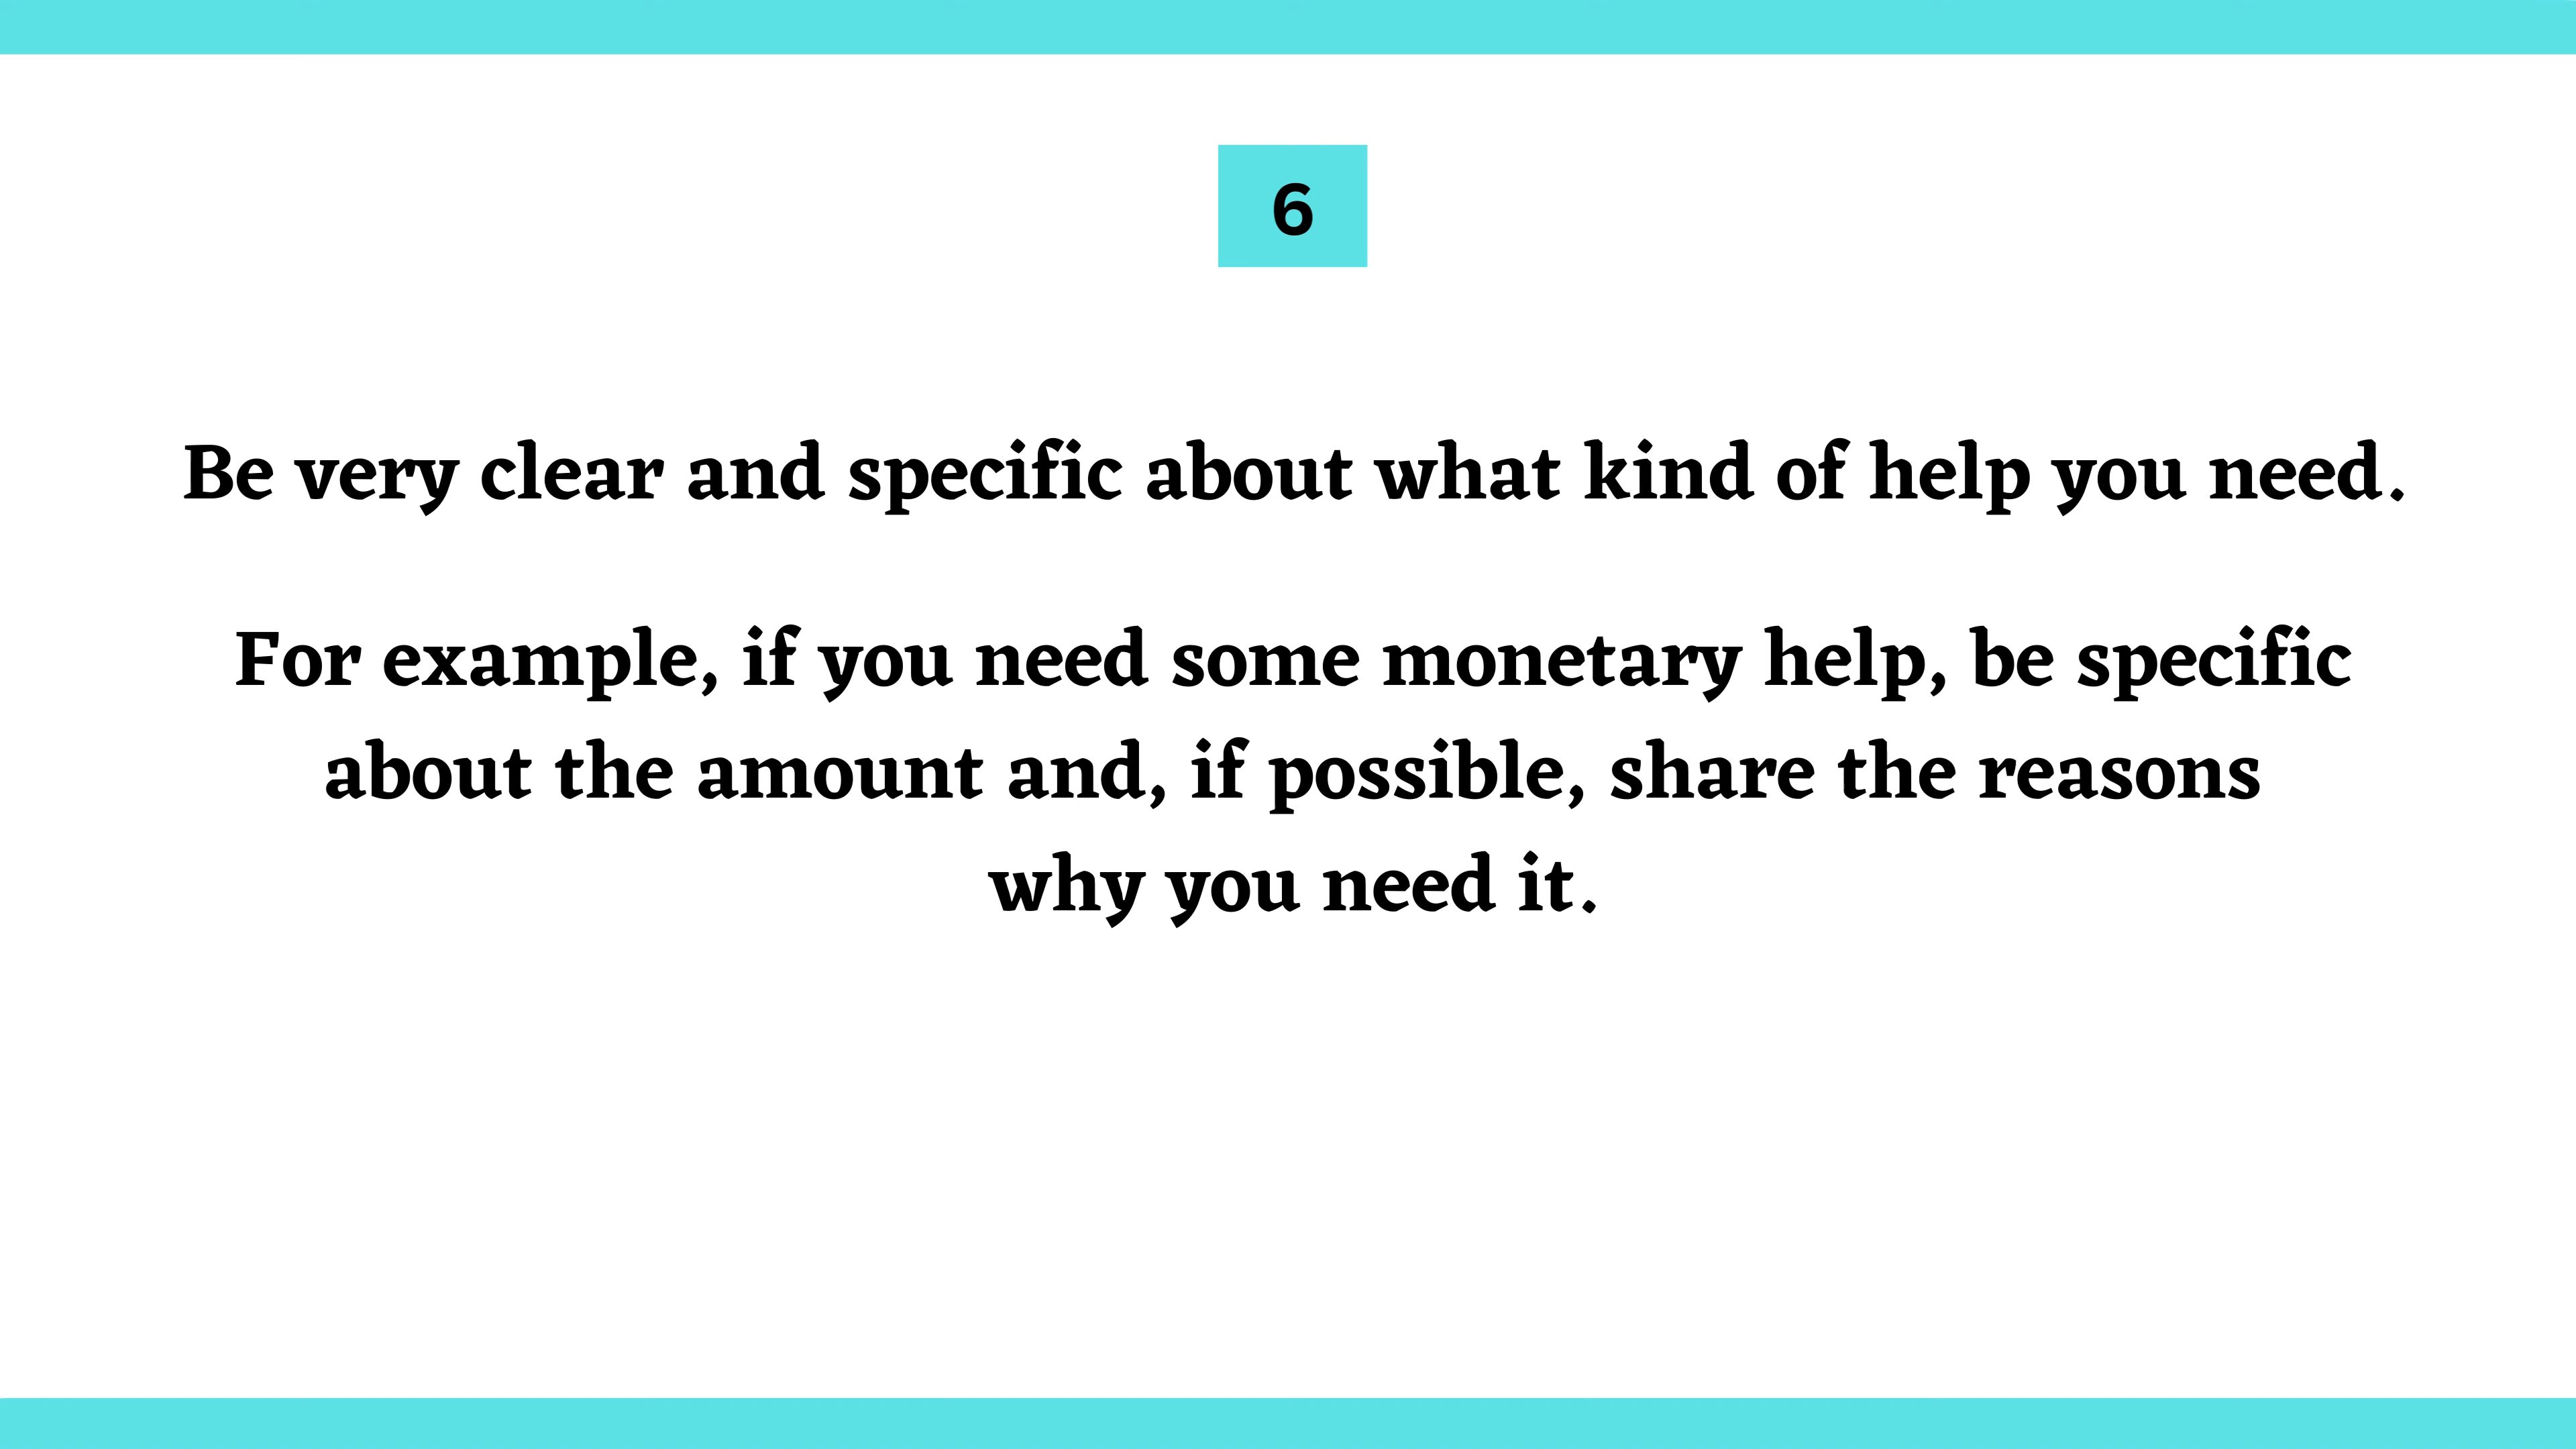 6
Be very clear and specific about what kind of help you need.
For example, if you need some monetary help, be specific
about the amount and, if possible, share the reasons
why you need it.